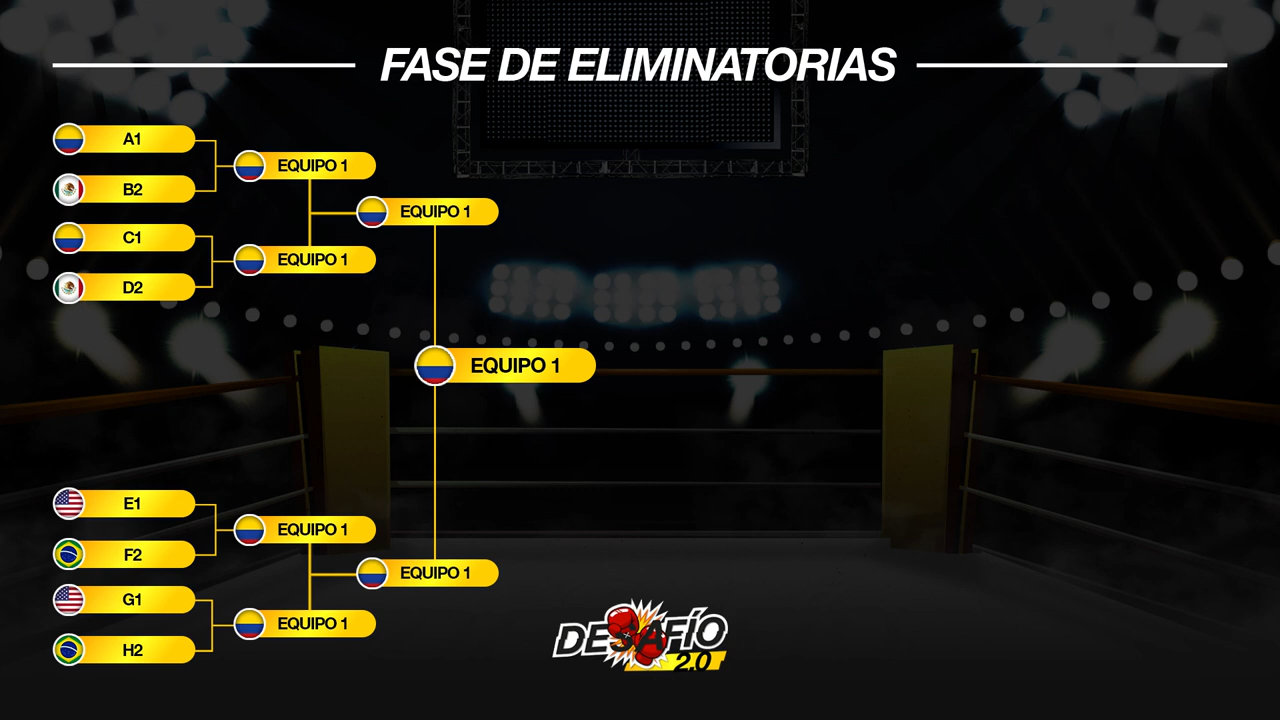 FASE DE ELIMINATORIAS
A1
B2
C1
D2
EQUIPO 1
EQUIPO 1
EQUIPO 1
EQUIPO 1
E1
F2
G1
H2
EQUIPO 1
EQUIPO 1
EQUIPO 1
DESAFÍO
2.0